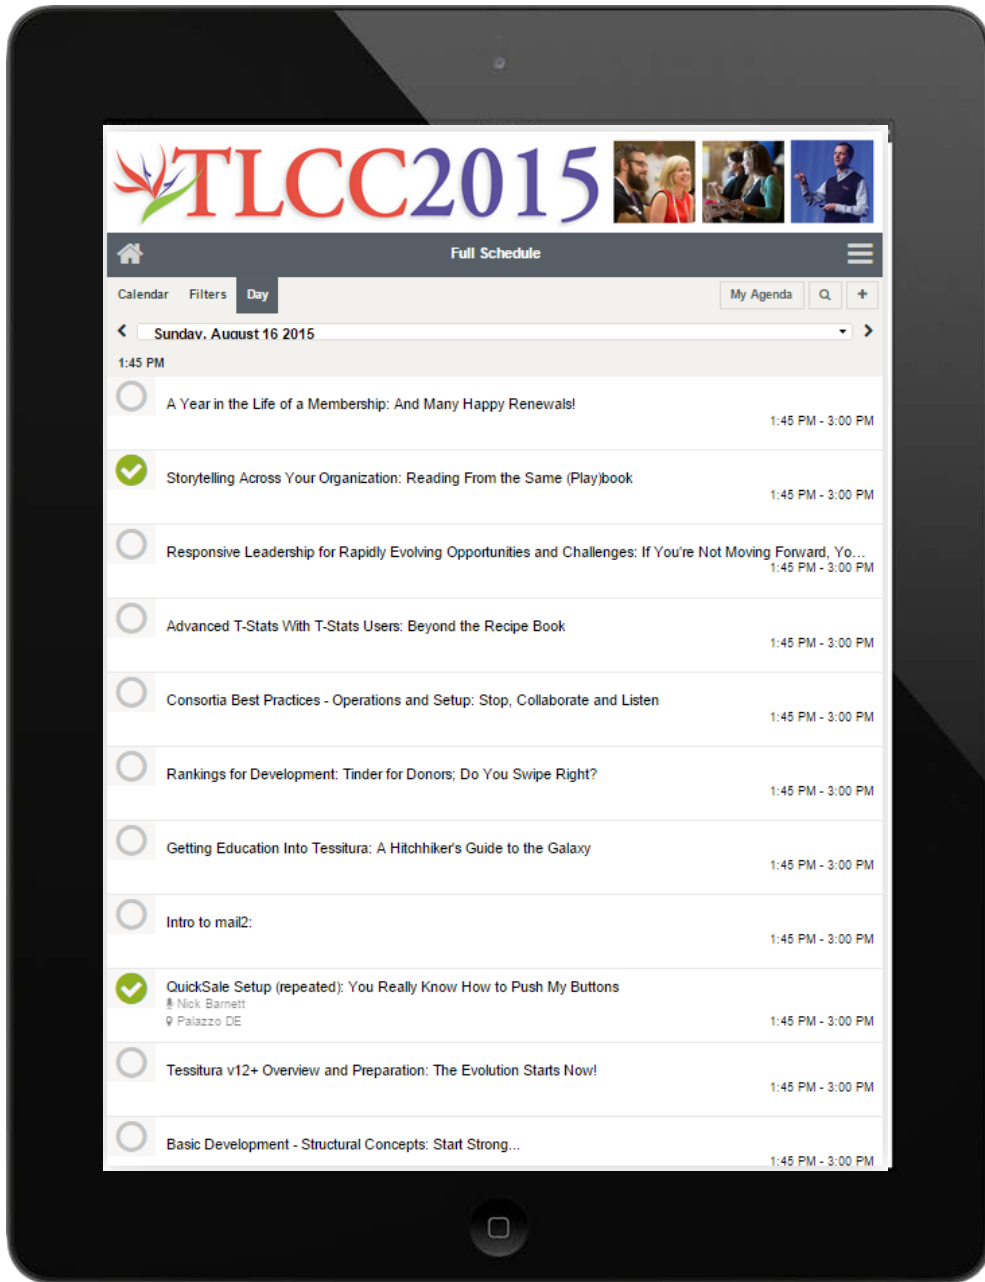 TLCC2015
Full Schedule
Calendar Filters Day My Agenda
Sunday, August 16 2015
1:45 PM
A Year in the Life of a Membership: And Many Happy Renewals!
1:45 PM - 3:00 PM
Storytelling Across Your Organization: Reading From the Same (Play)book
1:45 PM - 3:00 PM
Responsive Leadership for Rapidly Evolving Opportunities and Challenges: If You're Not Moving Forward, Yo...
1:45 PM - 3:00 PM
Advanced T-Stats With T-Stats Users: Beyond the Recipe Book
1:45 PM - 3:00 PM
Consortia Best Practices - Operations and Setup: Stop, Collaborate and Listen
1:45 PM - 3:00 PM
Rankings for Development: Tinder for Donors; Do You Swipe Right?
1:45 PM - 3:00 PM
Getting Education Into Tessitura: A Hitchhiker's Guide to the Galaxy
1:45 PM - 3:00 PM
Intro to mail2:
1:45 PM - 3:00 PM
QuickSale Setup (repeated): You Really Know How to Push My Buttons
Nick Barnett
Palazzo DE 1:45 PM - 3:00 PM
Tessitura v12+ Overview and Preparation: The Evolution Starts Now!
1:45 PM - 3:00 PM
Basic Development - Structural Concepts: Start Strong...
1:45 PM - 3:00 PM